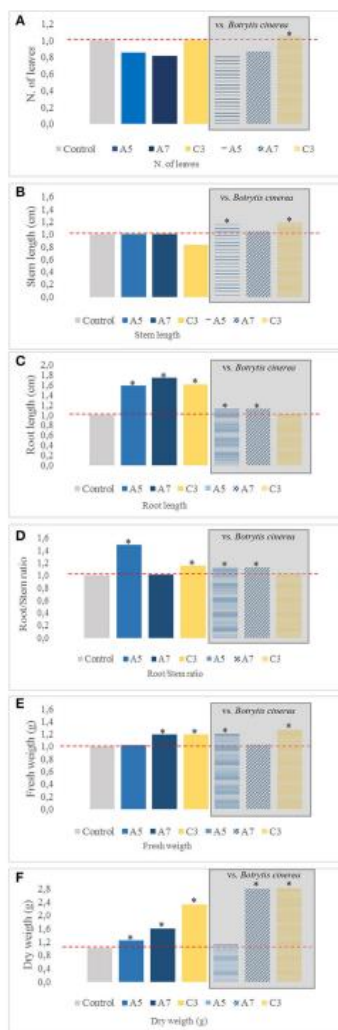 A
vs. Botrytis cinerea
N. of leaves
1,2
1,0
0,8
0,6
0,4
0,2
0,0
Control A5 A7 C3 A5 A7 C3
N. of leaves
B
vs. Botrytis cinerea
Stem length (cm)
1,6
1,4
1,2
1,0
0,8
0,6
0,4
0,2
0,0
Control A5 A7 C3 A5 A7 C3
Stem length
C
vs. Botrytis cinerea
Root length (cm)
2,0
1,8
1,6
1,4
1,2
1,0
0,8
0,6
0,4
0,2
0,0
Control A5 A7 C3 A5 A7 C3
Root length
D
vs. Botrytis cinerea
Root/Stem ratio
1,6
1,4
1,2
1,0
0,8
0,6
0,4
0,2
0,0
Control A5 A7 C3 A5 A7 C3
Root/Stem ratio
E
vs. Botrytis cinerea
Fresh weigth (g)
1,6
1,4
1,2
1,0
0,8
0,6
0,4
0,2
0,0
Control A5 A7 C3 A5 A7 C3
Fresh weigth
F
vs. Botrytis cinerea
Dry weigth (g)
2,8
2,4
2,0
1,6
1,2
0,8
0,4
0,0
Control A5 A7 C3 A5 A7 C3
Dry weigth (g)